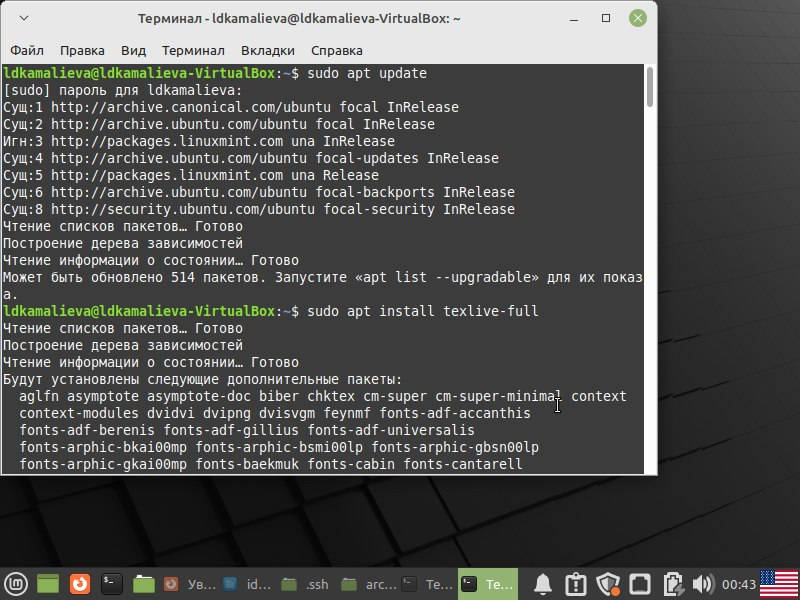 Терминал - ldkamalieva@ldkamalieva-VirtualBox: ~
Файл Правка Вид Терминал Вкладки Справка
ldkamalieva@ldkamalieva-VirtualBox:~$ sudo apt update
[sudo] пароль для ldkamalieva:
Сущ:1 http://archive.canonical.com/ubuntu focal InRelease
Сущ:2 http://archive.ubuntu.com/ubuntu focal InRelease
Игн:3 http://packages.linuxmint.com una InRelease
Сущ:4 http://archive.ubuntu.com/ubuntu focal-updates InRelease
Сущ:5 http://packages.linuxmint.com una Release
Сущ:6 http://archive.ubuntu.com/ubuntu focal-backports InRelease
Сущ:8 http://security.ubuntu.com/ubuntu focal-security InRelease
Чтение списков пакетов… Готово
Построение дерева зависимостей
Чтение информации о состоянии… Готово
Может быть обновлено 514 пакетов. Запустите «apt list --upgradable» для их показ
а.
ldkamalieva@ldkamalieva-VirtualBox:~$ sudo apt install texlive-full
Чтение списков пакетов… Готово
Построение дерева зависимостей
Чтение информации о состоянии… Готово
Будут установлены следующие дополнительные пакеты:
aglfn asymptote asymptote-doc biber chktex cm-super cm-super-minimal context
context-modules dvidvi dvipng dvisvgm feynmf fonts-adf-accanthis
fonts-adf-berenis fonts-adf-gillius fonts-adf-universalis
fonts-arphic-bkai00mp fonts-arphic-bsmi00lp fonts-arphic-gbsn00lp
fonts-arphic-gkai00mp fonts-baekmuk fonts-cabin fonts-cantarell
Ув… id… .ssh arc… Те… Те… 00:43